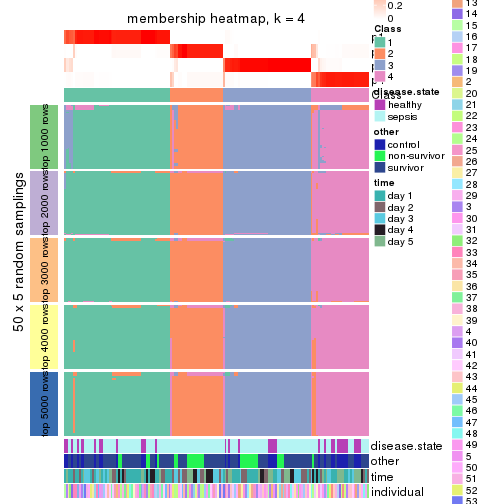 membership heatmap, k = 4
50 x 5 random samplings
top 1000 rows
top 2000 rows
top 3000 rows
top 4000 rows
top 5000 rows
p1
Class
disease.state
other
time
individual
0.2
0
Class
1
2
3
4
disease.state
healthy
sepsis
other
control
non-survivor
survivor
time
day 1
day 2
day 3
day 4
day 5
13
14
15
16
17
18
19
2
20
21
22
23
24
25
26
27
28
29
3
30
31
32
33
34
35
36
37
38
39
4
40
41
42
43
44
45
46
47
48
49
5
50
51
52
53